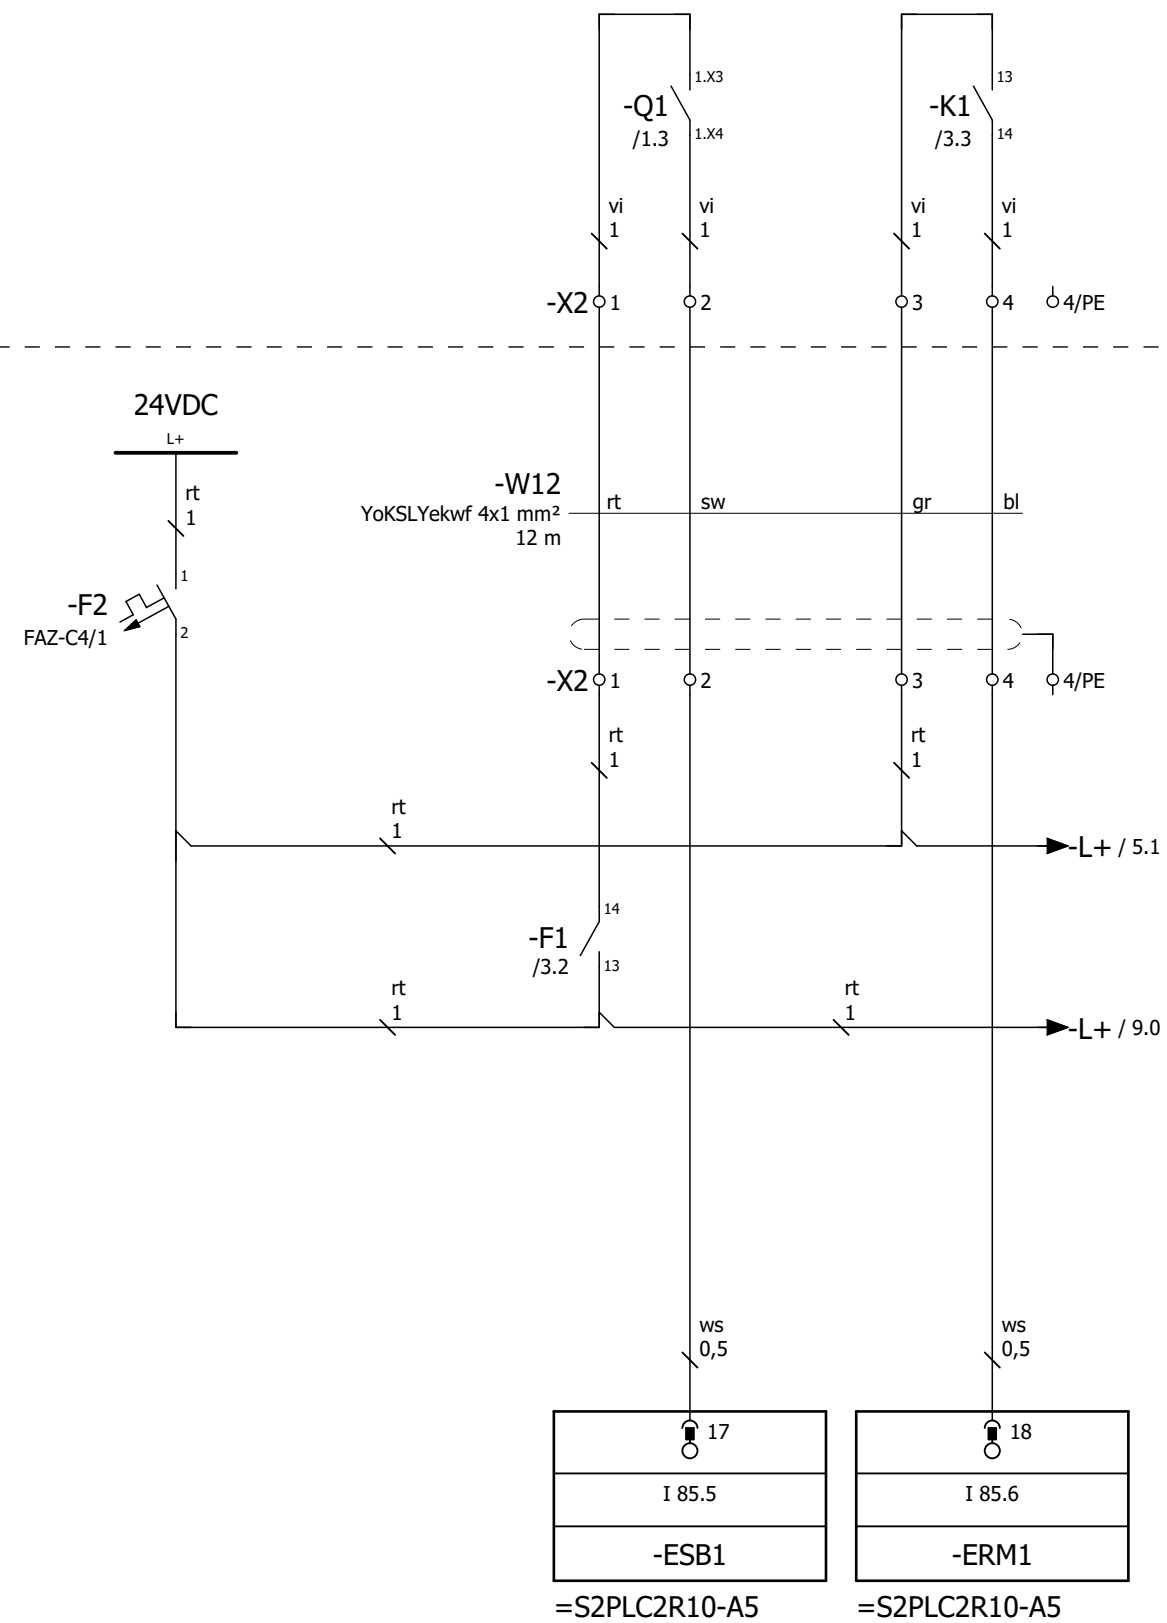 1.X3
-Q1
/1.3
1.X4
13
-K1
/3.3
14
vi
1
vi
1
vi
1
vi
1
-X2 1 2 3 4 4/PE
24VDC
L+
rt
1
-W12
YoKSLYekwf 4x1 mm²
12 m
rt sw gr bl
1
-F2
FAZ-C4/1
2
-X2 1 2 3 4 4/PE
rt
1
rt
1
rt
1
-L+ / 5.1
14
-F1
/3.2
13
rt
1
rt
1
-L+ / 9.0
ws
0,5
ws
0,5
17
I 85.5
-ESB1
=S2PLC2R10-A5
18
I 85.6
-ERM1
=S2PLC2R10-A5